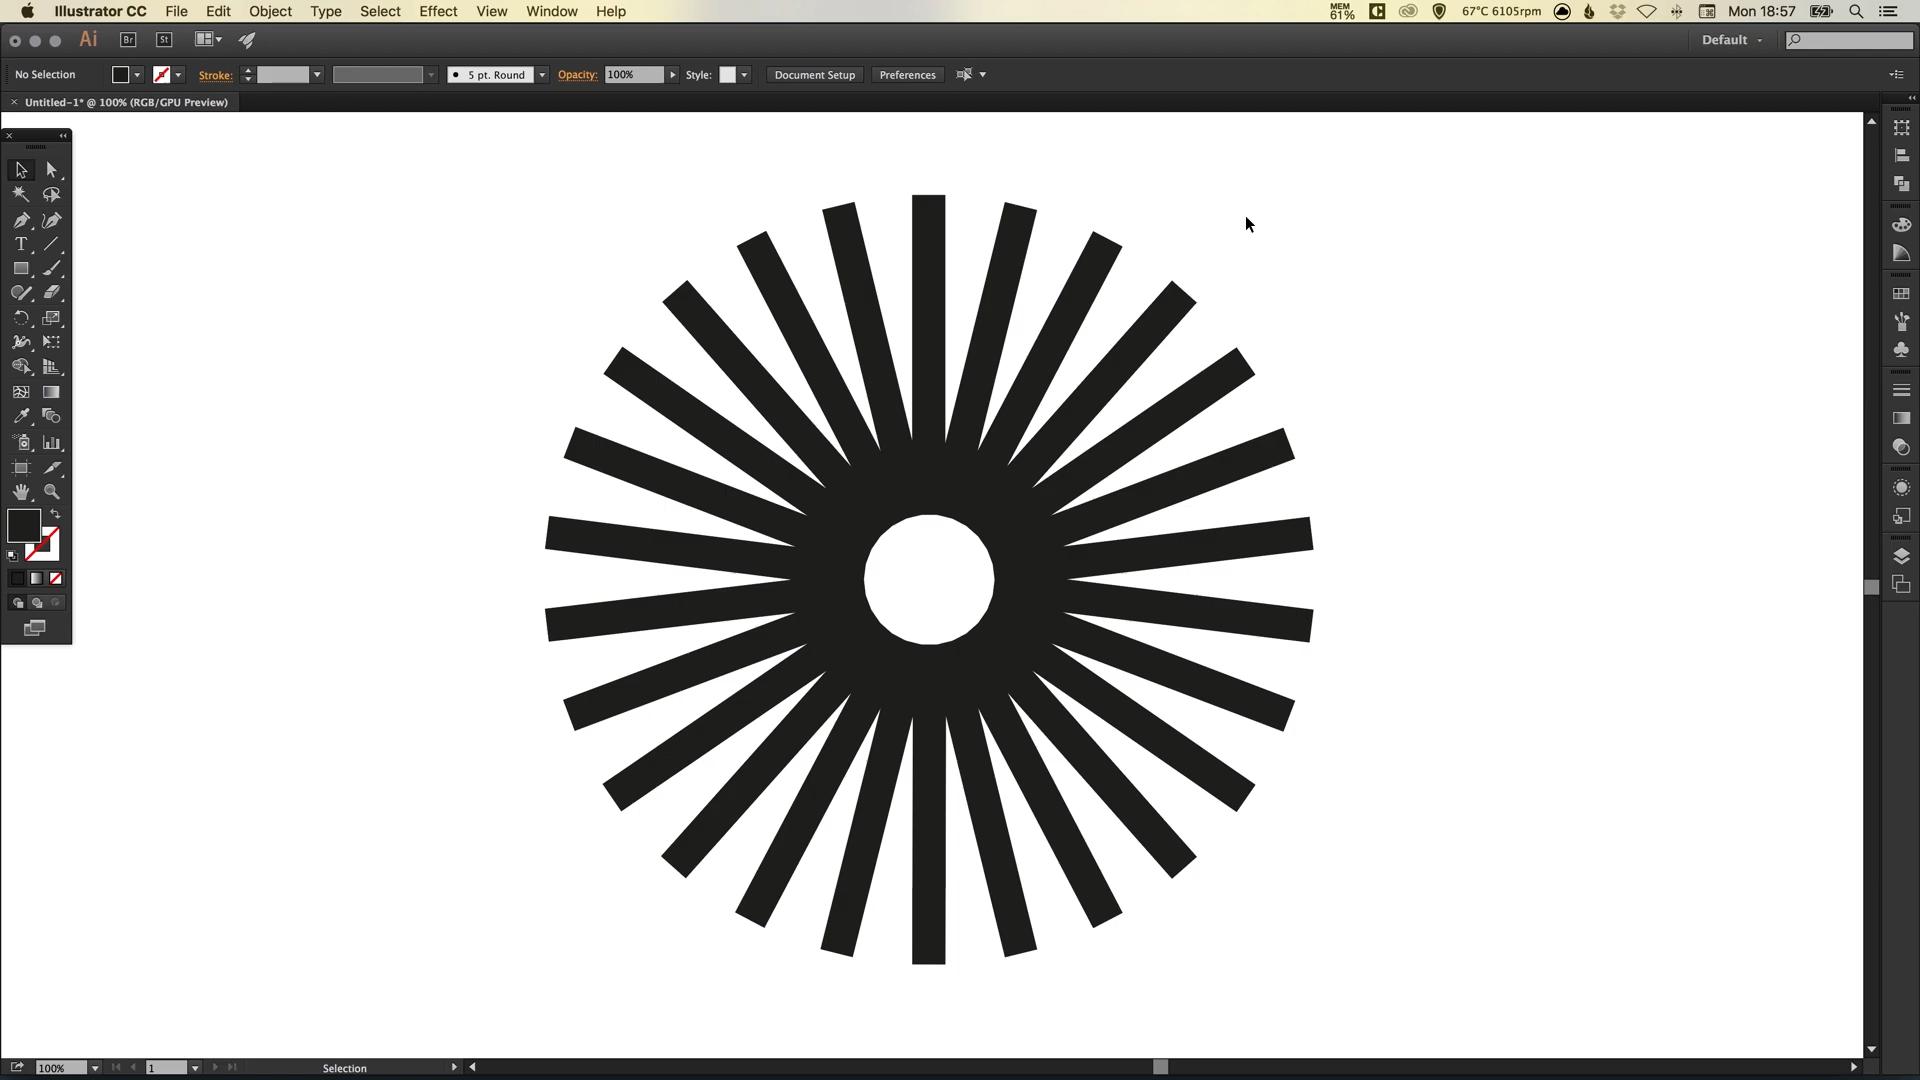 Illustrator CC File Edit Object Type Select Effect View Window Help MEM 61% 67°C 6105rpm Mon 18:57
Ai Br St Default
No Selection Stroke: 5 pt. Round Opacity: 100% Style: Document Setup Preferences
× Untitled-1* @ 100% (RGB/GPU Preview)
T
100% 1 Selection